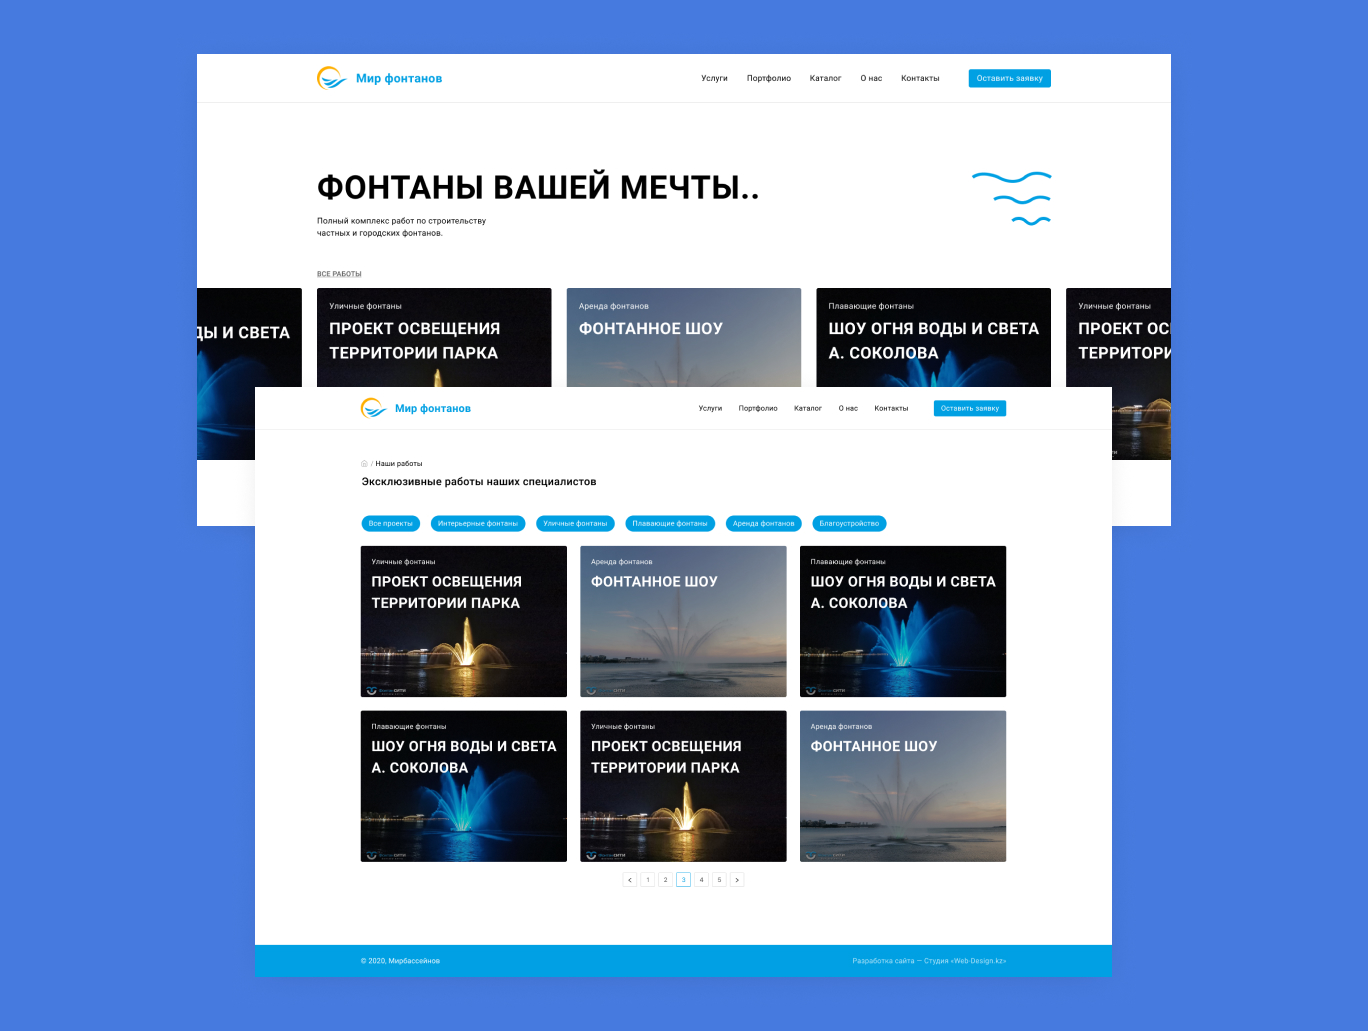 Мир фонтанов
Услуги Портфолио Каталог О нас Контакты Оставить заявку
ФОНТАНЫ ВАШЕЙ МЕЧТЫ..
Полный комплекс работ по строительству
частных и городских фонтанов.
ВСЕ РАБОТЫ
ДЫ И СВЕТА
Уличные фонтаны
ПРОЕКТ ОСВЕЩЕНИЯ
ТЕРРИТОРИИ ПАРКА
Аренда фонтанов
ФОНТАННОЕ ШОУ
Плавающие фонтаны
ШОУ ОГНЯ ВОДЫ И СВЕТА
А. СОКОЛОВА
Уличные фонтаны
ПРОЕКТ ОС
ТЕРРИТОРИ
Мир фонтанов
Услуги Портфолио Каталог О нас Контакты Оставить заявку
/ Наши работы
Эксклюзивные работы наших специалистов
Все проекты Интерьерные фонтаны Уличные фонтаны Плавающие фонтаны Аренда фонтанов Благоустройство
Уличные фонтаны
ПРОЕКТ ОСВЕЩЕНИЯ
ТЕРРИТОРИИ ПАРКА
Аренда фонтанов
ФОНТАННОЕ ШОУ
Плавающие фонтаны
ШОУ ОГНЯ ВОДЫ И СВЕТА
А. СОКОЛОВА
Плавающие фонтаны
ШОУ ОГНЯ ВОДЫ И СВЕТА
А. СОКОЛОВА
Уличные фонтаны
ПРОЕКТ ОСВЕЩЕНИЯ
ТЕРРИТОРИИ ПАРКА
Аренда фонтанов
ФОНТАННОЕ ШОУ
< 1 2 3 4 5 >
© 2020, Мирбассейнов
Разработка сайта — Студия «Web-Design.kz»